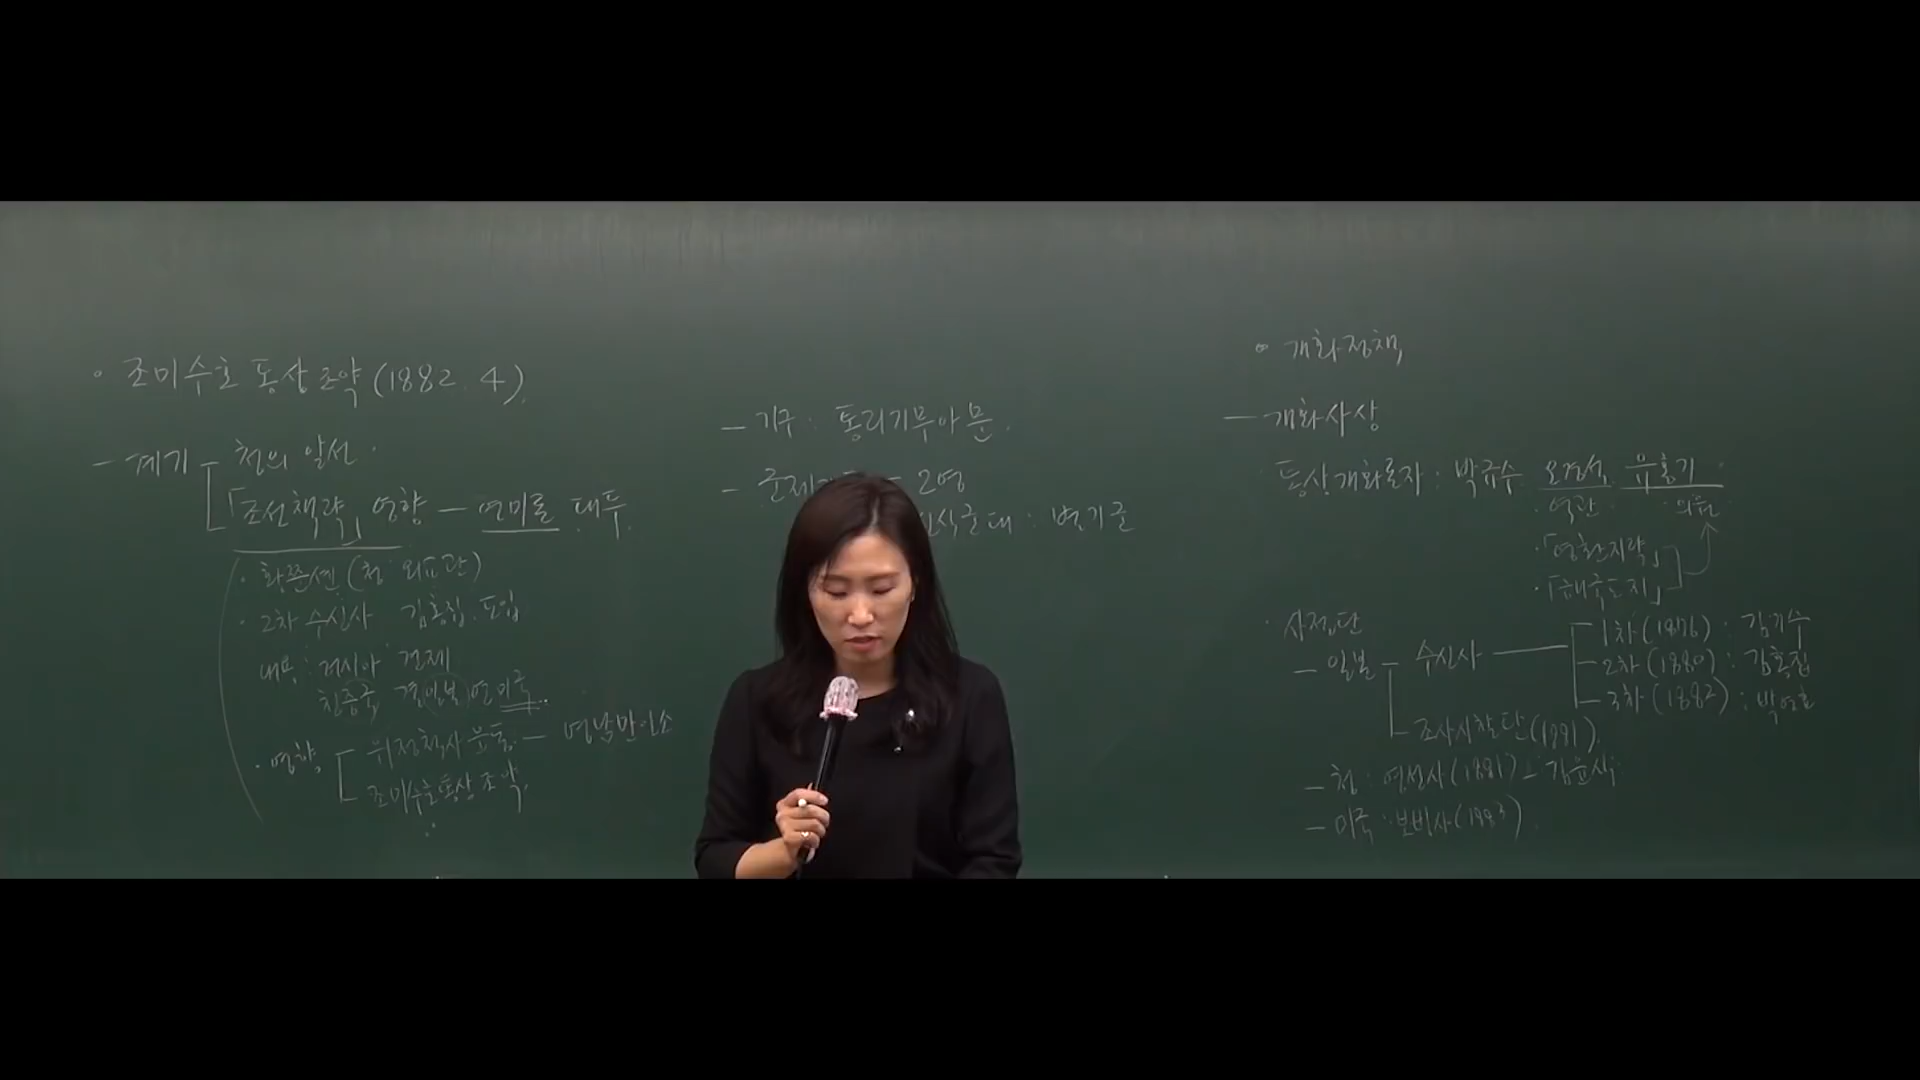 • 조미수호통상조약(1882. 4).
- 계기 - 청의 알선.
「조선책략」 영향 - 연미론 대두.
· 황쭌셴 (청 외교관)
· 2차 수신사 김홍집. 도입
내용: 러시아 견제
친중국 결일본 연미국...
· 영향. 위정척사 운동. - 영남만인소
조미수호통상조약.
- 기구 : 통리기무아문.
- 군제 - 2영
신식군대 : 별기군
• 개화정책,
- 개화사상
통상개화론자 : 박규수 오경석. 유홍기.
· 역관 · 의관
·「영환지략」
·「해국도지」
· 사절단
- 일본 - 수신사 - 1차(1876) : 김기수
- 2차(1880) : 김홍집
- 3차(1882) : 박영효
조사시찰단(1881).
- 청 : 영선사(1881) - 김윤식.
- 미국 : 보빙사(1883).